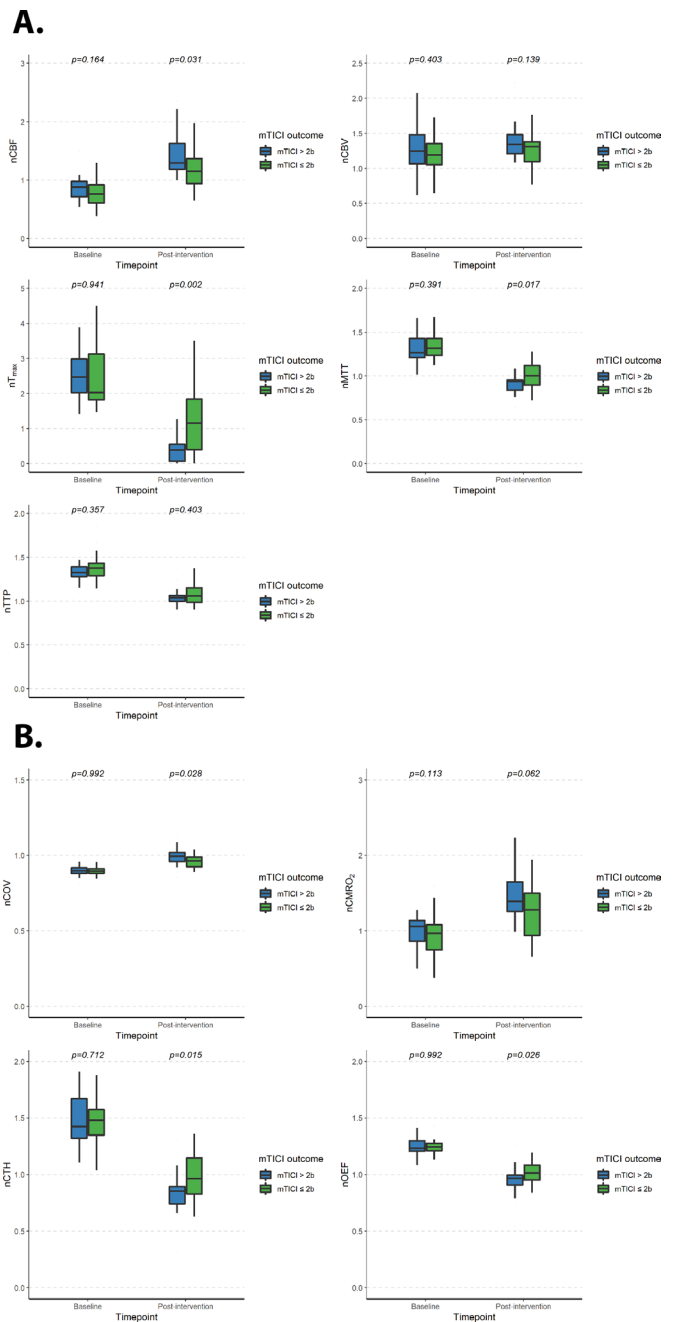 A.
p=0.164 p=0.031
3
2
1
0
nCBF
Baseline Post-intervention
Timepoint
mTICI outcome
mTICI > 2b
mTICI ≤ 2b
p=0.403 p=0.139
2.5
2.0
1.5
1.0
0.5
0.0
nCBV
Baseline Post-intervention
Timepoint
mTICI outcome
mTICI > 2b
mTICI ≤ 2b
p=0.941 p=0.002
5
4
3
2
1
0
nTmax
Baseline Post-intervention
Timepoint
mTICI outcome
mTICI > 2b
mTICI ≤ 2b
p=0.391 p=0.017
2.0
1.5
1.0
0.5
0.0
nMTT
Baseline Post-intervention
Timepoint
mTICI outcome
mTICI > 2b
mTICI ≤ 2b
p=0.357 p=0.403
2.0
1.5
1.0
0.5
0.0
nTTP
Baseline Post-intervention
Timepoint
mTICI outcome
mTICI > 2b
mTICI ≤ 2b
B.
p=0.992 p=0.028
1.5
1.0
0.5
0.0
nCOV
Baseline Post-intervention
Timepoint
mTICI outcome
mTICI > 2b
mTICI ≤ 2b
p=0.113 p=0.062
3
2
1
0
nCMRO₂
Baseline Post-intervention
Timepoint
mTICI outcome
mTICI > 2b
mTICI ≤ 2b
p=0.712 p=0.015
2.0
1.5
1.0
0.5
0.0
nCTH
Baseline Post-intervention
Timepoint
mTICI outcome
mTICI > 2b
mTICI ≤ 2b
p=0.992 p=0.026
2.0
1.5
1.0
0.5
0.0
nOEF
Baseline Post-intervention
Timepoint
mTICI outcome
mTICI > 2b
mTICI ≤ 2b